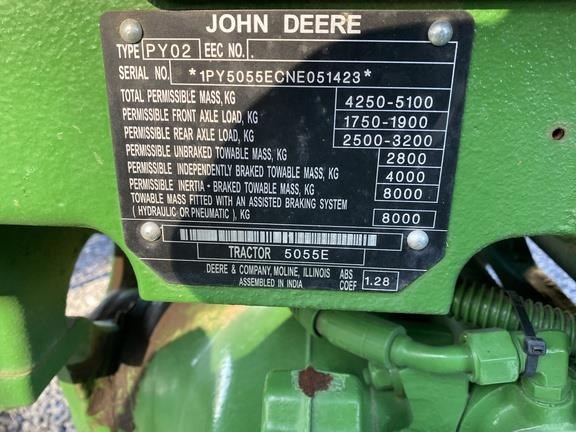 JOHN DEERE
TYPE PY02 EEC NO. .
SERIAL NO. *1PY5055ECNE051423*
TOTAL PERMISSIBLE MASS, KG 4250-5100
PERMISSIBLE FRONT AXLE LOAD, KG 1750-1900
PERMISSIBLE REAR AXLE LOAD, KG 2500-3200
PERMISSIBLE UNBRAKED TOWABLE MASS, KG 2800
PERMISSIBLE INDEPENDENTLY BRAKED TOWABLE MASS, KG 4000
PERMISSIBLE INERTIA - BRAKED TOWABLE MASS, KG 8000
TOWABLE MASS FITTED WITH AN ASSISTED BRAKING SYSTEM
( HYDRAULIC OR PNEUMATIC ), KG 8000
TRACTOR 5055E
DEERE & COMPANY, MOLINE, ILLINOIS ABS
ASSEMBLED IN INDIA COEF 1.28